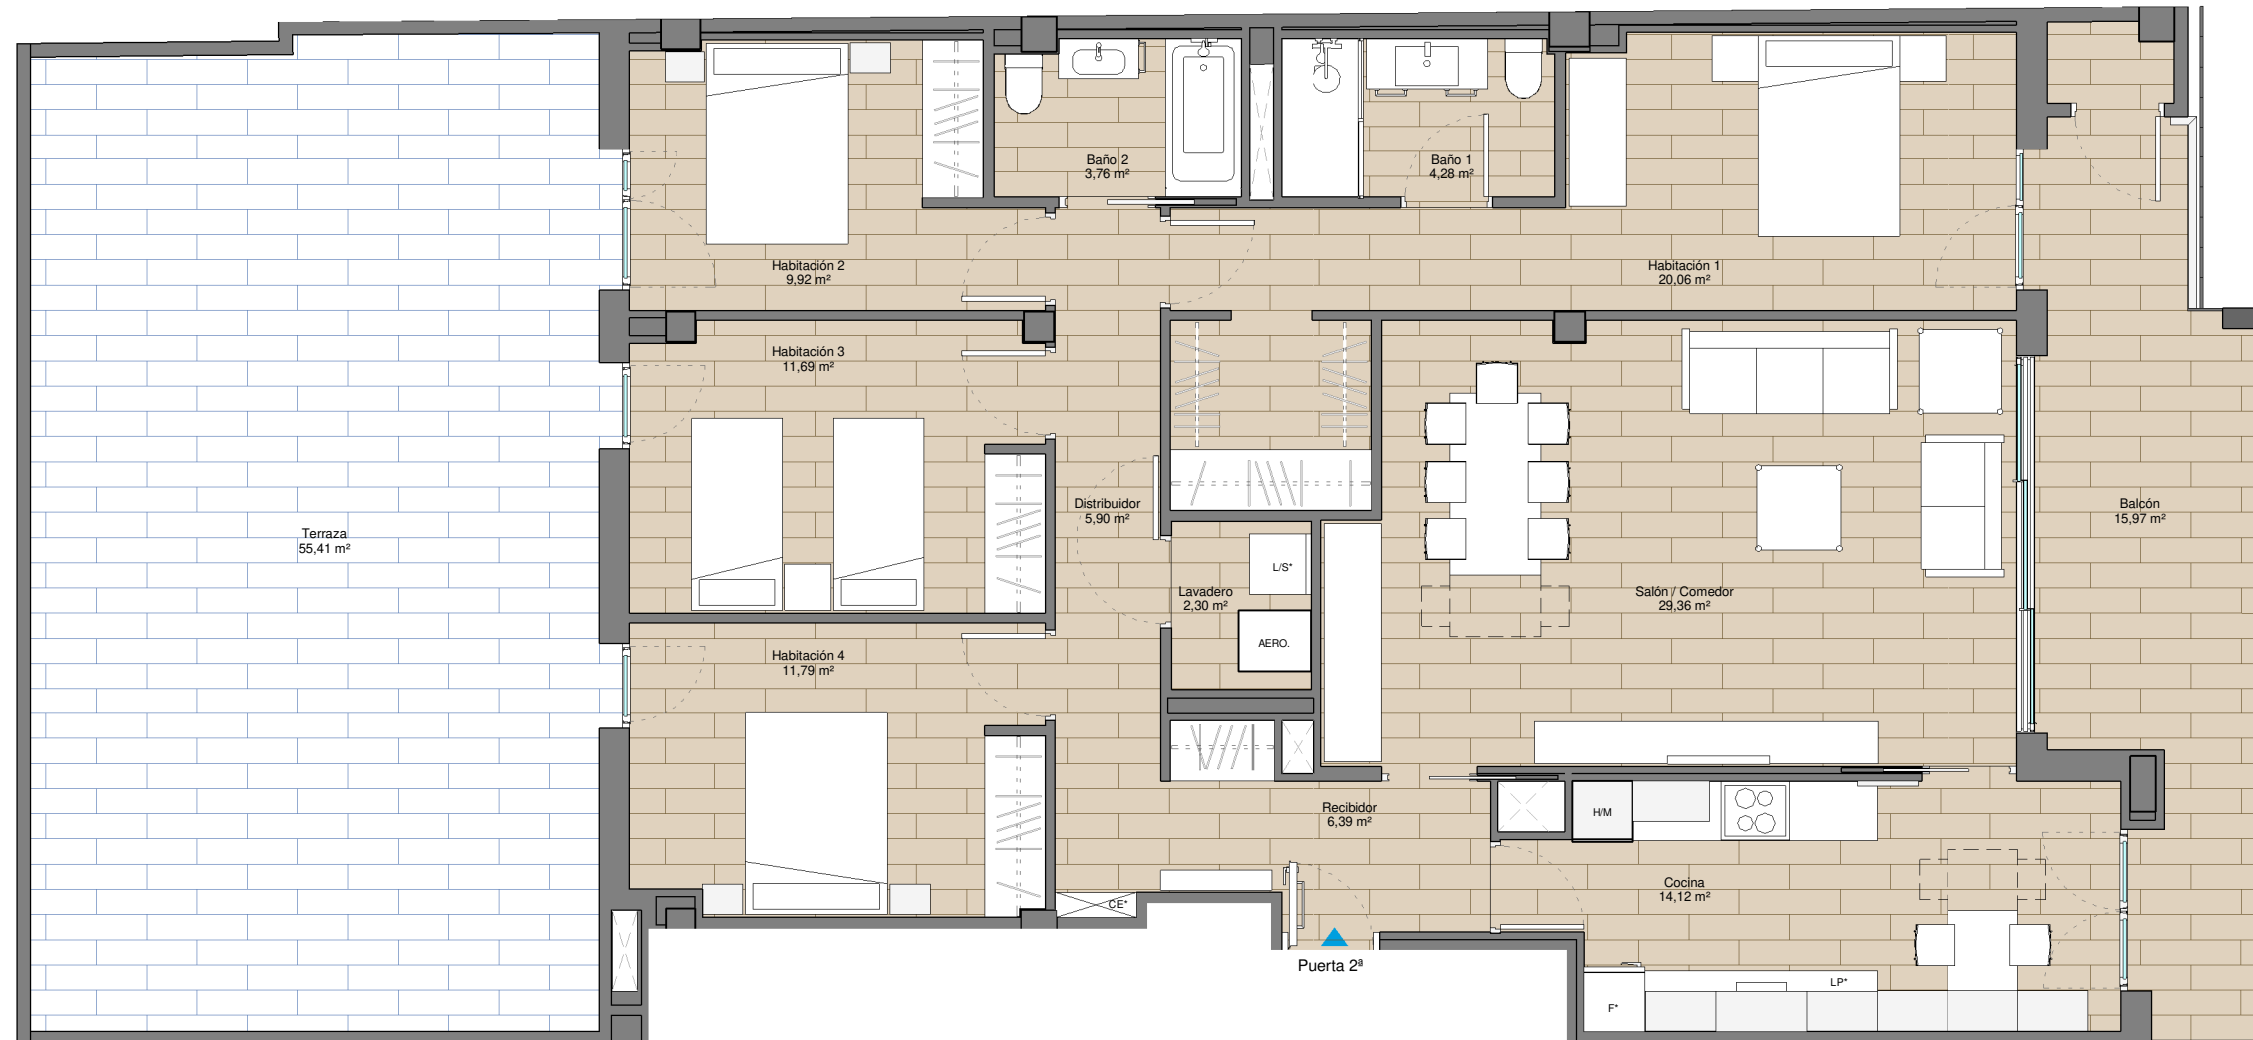 Baño 2
3,76 m²
Baño 1
4,28 m²
Habitación 2
9,92 m²
Habitación 1
20,06 m²
Habitación 3
11,69 m²
Distribuidor
5,90 m²
Balcón
15,97 m²
Terraza
55,41 m²
L/S*
Lavadero
2,30 m²
Salón / Comedor
29,36 m²
AERO.
Habitación 4
11,79 m²
Recibidor
6,39 m²
H/M
Cocina
14,12 m²
CE*
Puerta 2ª
LP*
F*